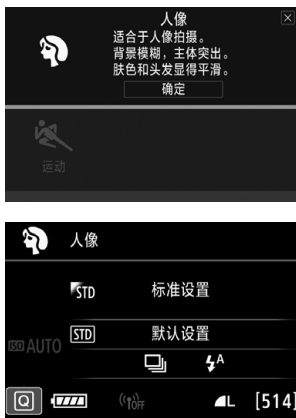 人像
适合于人像拍摄。
背景模糊，主体突出。
肤色和头发显得平滑。
确定
运动
人像
STD 标准设置
ISO AUTO
STD 默认设置
A
Q OFF L [514]